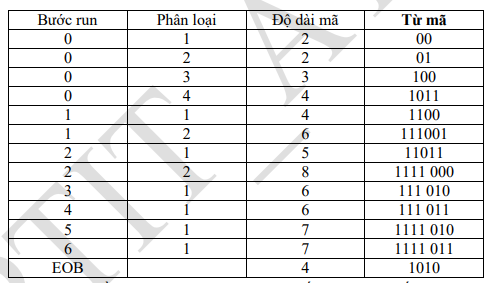 Bước run Phân loại Độ dài mã Từ mã
0 1 2 00
0 2 2 01
0 3 3 100
0 4 4 1011
1 1 4 1100
1 2 6 111001
2 1 5 11011
2 2 8 1111 000
3 1 6 111 010
4 1 6 111 011
5 1 7 1111 010
6 1 7 1111 011
EOB 4 1010